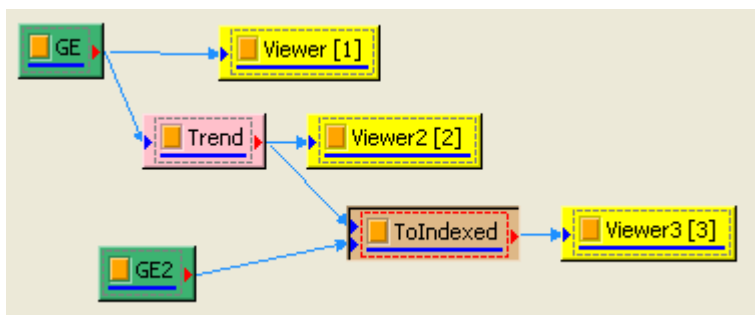 GE
Viewer [1]
Trend
Viewer2 [2]
ToIndexed
Viewer3 [3]
GE2